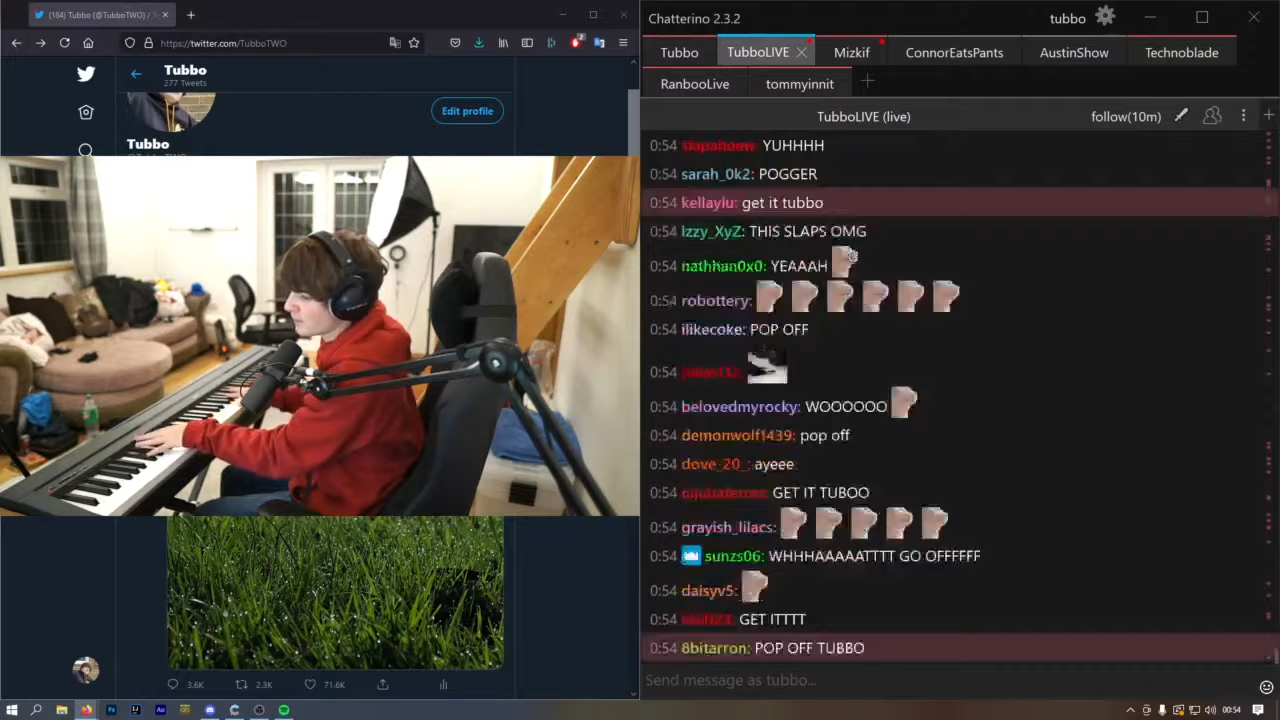 (184) Tubbo (@TubboTWO) /
https://twitter.com/TubboTWO
Tubbo
277 Tweets
Edit profile
Tubbo
3.6K 2.3K 71.6K
Chatterino 2.3.2
tubbo
Tubbo TubboLIVE Mizkif ConnorEatsPants AustinShow Technoblade
RanbooLive tommyinnit
TubboLIVE (live)
follow(10m)
0:54 YUHHHH
0:54 sarah_0k2: POGGER
0:54 kellaylu: get it tubbo
0:54 Izzy_XyZ: THIS SLAPS OMG
0:54 nathhan0x0: YEAAAH
0:54 robottery:
0:54 ilikecoke: POP OFF
0:54
0:54 belovedmyrocky: WOOOOOO
0:54 demonwolf1439: pop off
0:54 dove_20_: ayeee
0:54 GET IT TUBOO
0:54 grayish_lilacs:
0:54 sunzs06: WHHHAAAAATTTT GO OFFFFFF
0:54 daisyv5:
0:54 GET ITTTT
0:54 8bitarron: POP OFF TUBBO
Send message as tubbo...
00:54